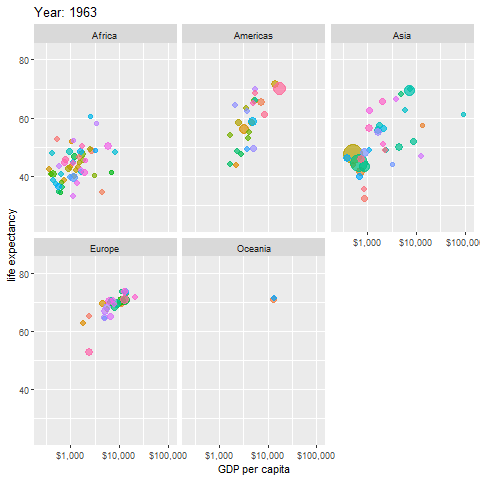 Year: 1963
Africa
Americas
Asia
80
60
40
$1,000 $10,000 $100,000
Europe
Oceania
80
60
40
$1,000 $10,000 $100,000 $1,000 $10,000 $100,000
GDP per capita
life expectancy